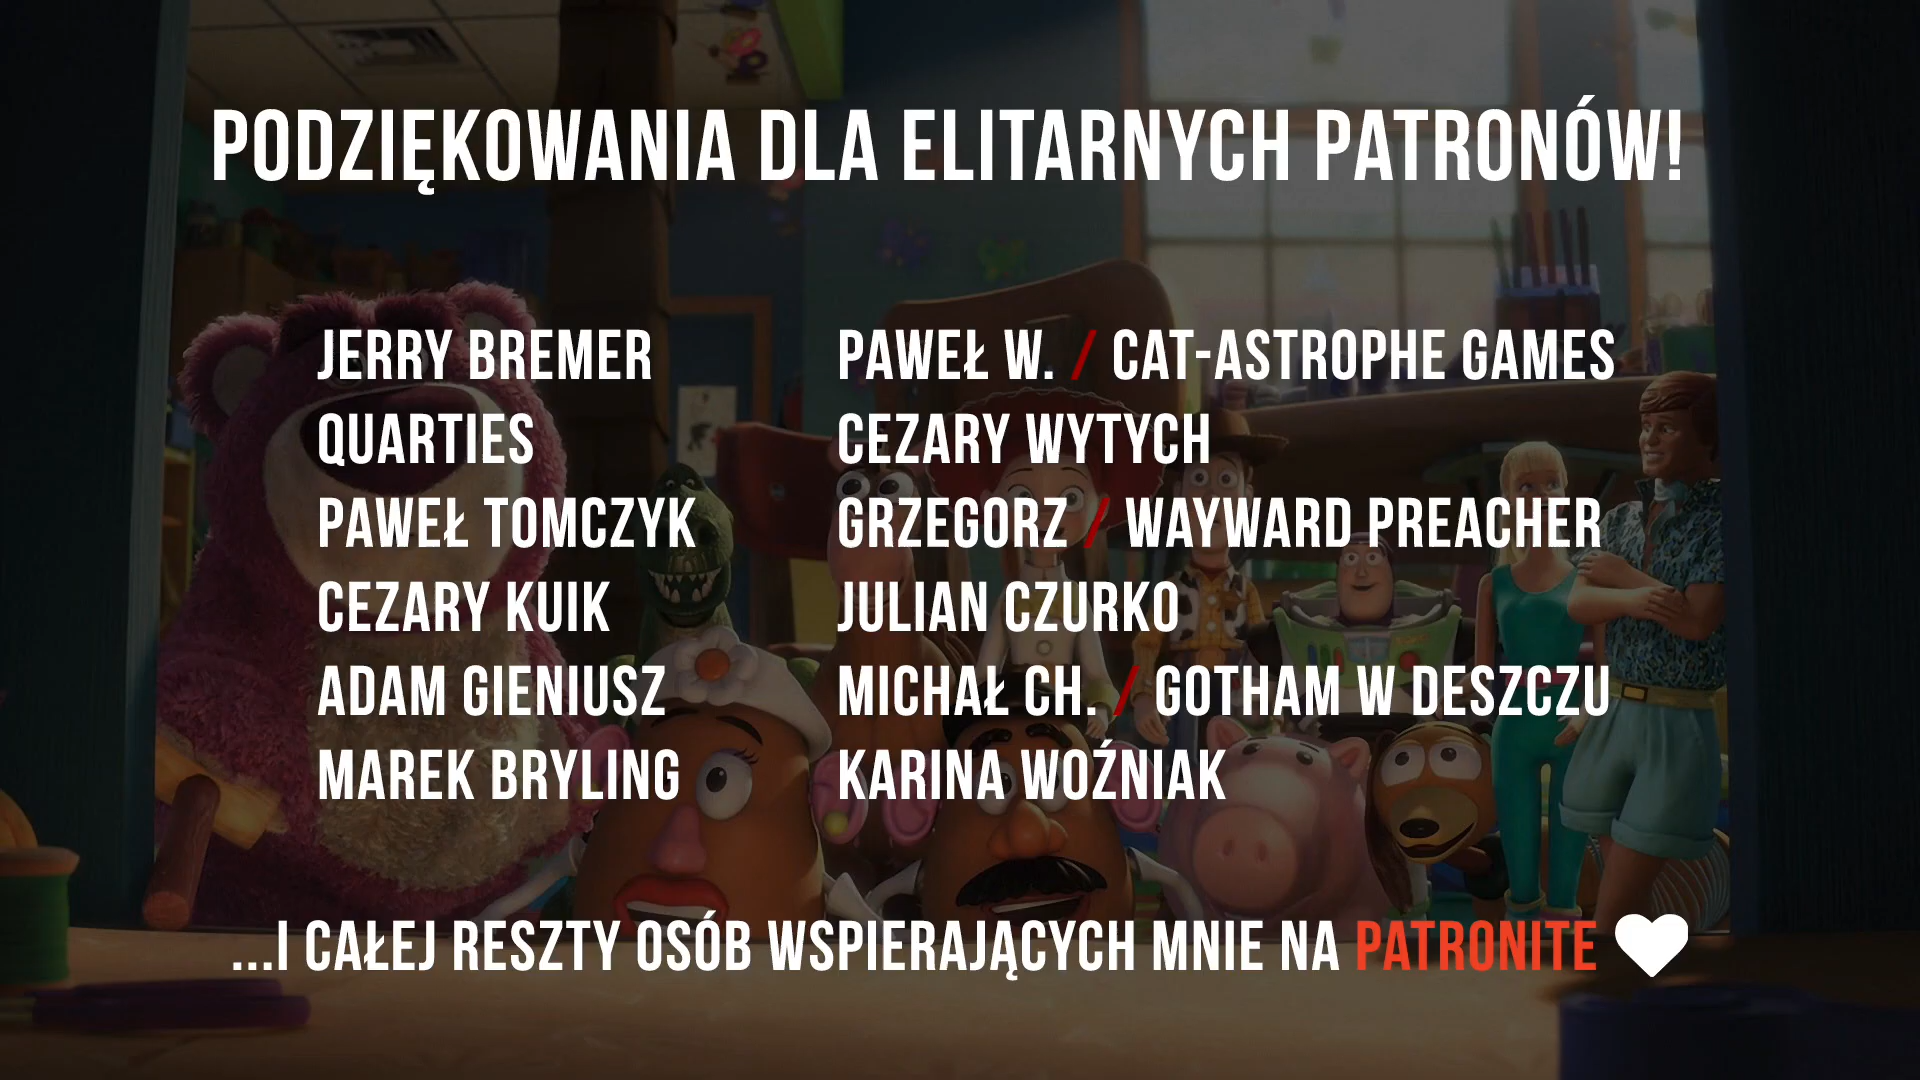 PODZIĘKOWANIA DLA ELITARNYCH PATRONÓW!
JERRY BREMER
QUARTIES
PAWEŁ TOMCZYK
CEZARY KUIK
ADAM GIENIUSZ
MAREK BRYLING
PAWEŁ W. / CAT-ASTROPHE GAMES
CEZARY WYTYCH
GRZEGORZ / WAYWARD PREACHER
JULIAN CZURKO
MICHAŁ CH. / GOTHAM W DESZCZU
KARINA WOŹNIAK
...I CAŁEJ RESZTY OSÓB WSPIERAJĄCYCH MNIE NA PATRONITE